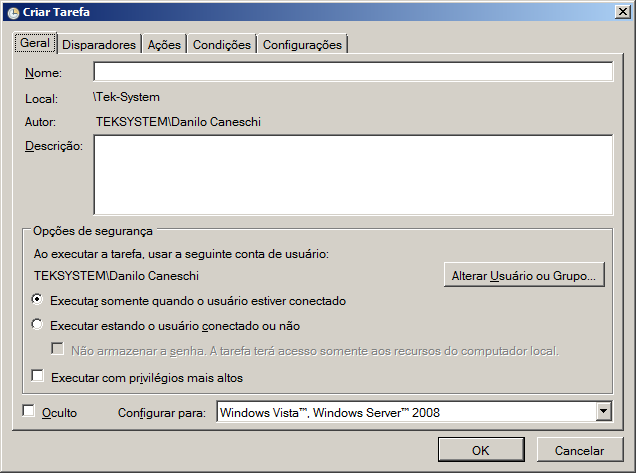 Criar Tarefa
Geral Disparadores Ações Condições Configurações
Nome:
Local: \Tek-System
Autor: TEKSYSTEM\Danilo Caneschi
Descrição:
Opções de segurança
Ao executar a tarefa, usar a seguinte conta de usuário:
TEKSYSTEM\Danilo Caneschi Alterar Usuário ou Grupo...
Executar somente quando o usuário estiver conectado
Executar estando o usuário conectado ou não
Não armazenar a senha. A tarefa terá acesso somente aos recursos do computador local.
Executar com privilégios mais altos
Oculto Configurar para: Windows Vista™, Windows Server™ 2008
OK Cancelar